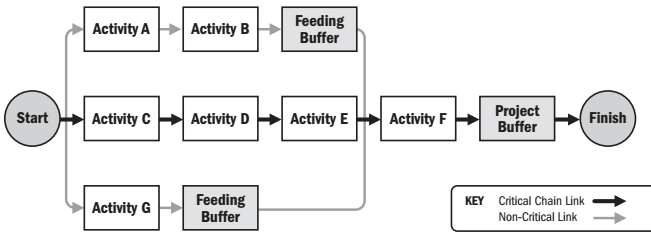 Activity A
Activity B
Feeding
Buffer
Start
Activity C
Activity D
Activity E
Activity F
Project
Buffer
Finish
Activity G
Feeding
Buffer
KEY
Critical Chain Link
Non-Critical Link